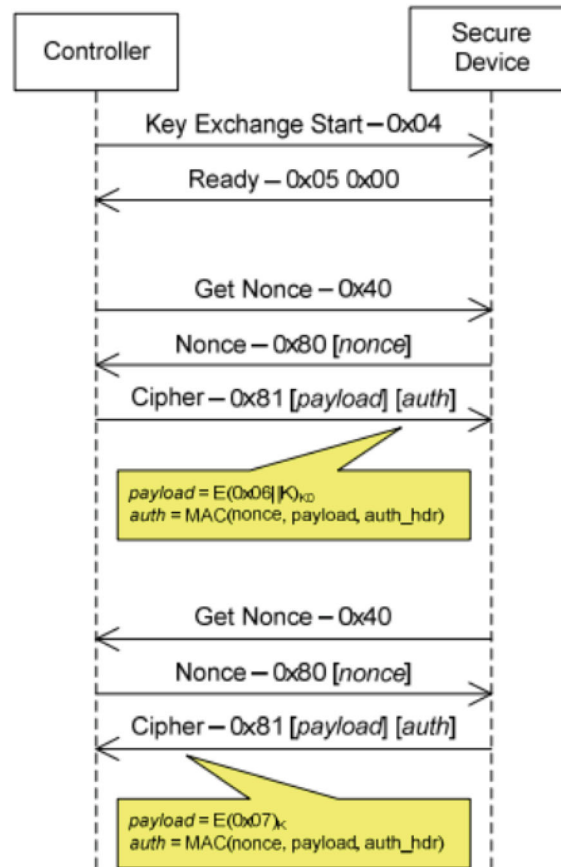 Controller
Secure
Device
Key Exchange Start – 0x04
Ready – 0x05 0x00
Get Nonce – 0x40
Nonce – 0x80 [nonce]
Cipher – 0x81 [payload] [auth]
payload = E(0x06||K)KD
auth = MAC(nonce, payload, auth_hdr)
Get Nonce – 0x40
Nonce – 0x80 [nonce]
Cipher – 0x81 [payload] [auth]
payload = E(0x07)K
auth = MAC(nonce, payload, auth_hdr)